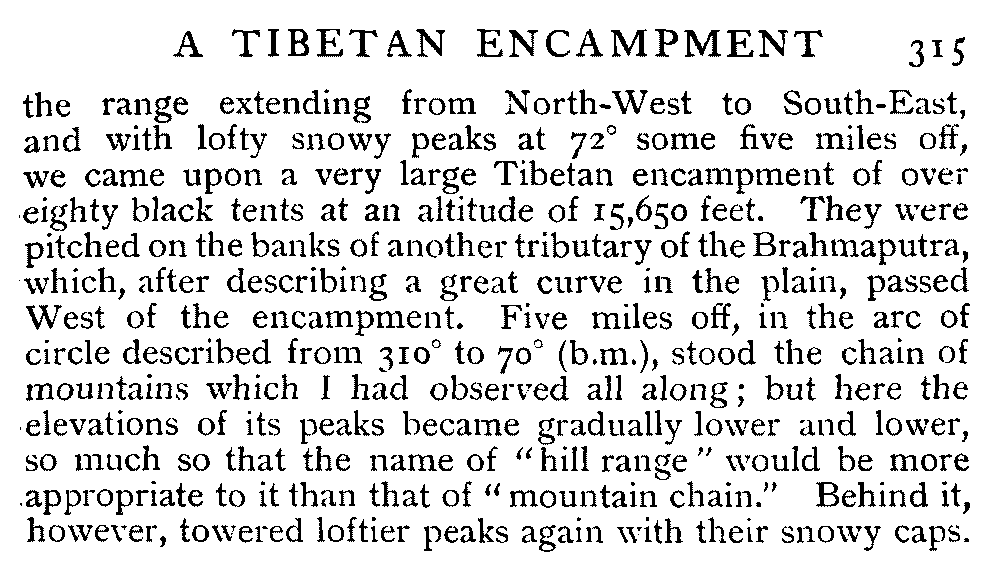 A TIBETAN ENCAMPMENT 315
the range extending from North-West to South-East,
and with lofty snowy peaks at 72° some five miles off,
we came upon a very large Tibetan encampment of over
eighty black tents at an altitude of 15,650 feet. They were
pitched on the banks of another tributary of the Brahmaputra,
which, after describing a great curve in the plain, passed
West of the encampment. Five miles off, in the arc of
circle described from 310° to 70° (b.m.), stood the chain of
mountains which I had observed all along; but here the
elevations of its peaks became gradually lower and lower,
so much so that the name of “hill range” would be more
appropriate to it than that of “mountain chain.” Behind it,
however, towered loftier peaks again with their snowy caps.